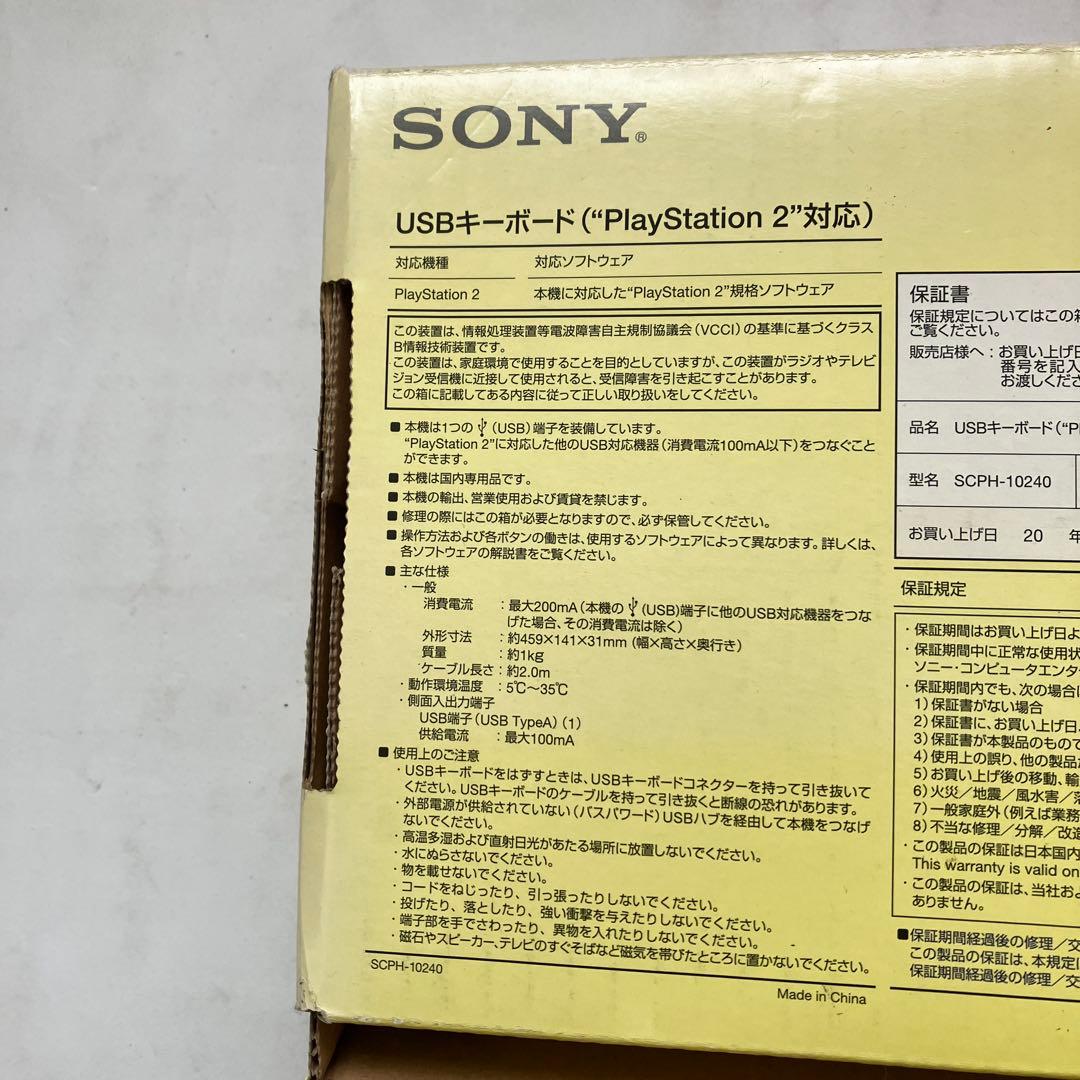 SONY®
USBキーボード（“PlayStation 2”対応）
対応機種
対応ソフトウェア
PlayStation 2
本機に対応した“PlayStation 2”規格ソフトウェア
この装置は、情報処理装置等電波障害自主規制協議会（VCCI）の基準に基づくクラス
B情報技術装置です。
この装置は、家庭環境で使用することを目的としていますが、この装置がラジオやテレビ
ジョン受信機に近接して使用されると、受信障害を引き起こすことがあります。
この箱に記載してある内容に従って正しい取り扱いをしてください。
■ 本機は1つの （USB）端子を装備しています。
“PlayStation 2”に対応した他のUSB対応機器（消費電流100mA以下）をつなぐこと
ができます。
■ 本機は国内専用品です。
■ 本機の輸出、営業使用および賃貸を禁じます。
■ 修理の際にはこの箱が必要となりますので、必ず保管してください。
■ 操作方法および各ボタンの働きは、使用するソフトウェアによって異なります。詳しくは、
各ソフトウェアの解説書をご覧ください。
■ 主な仕様
・一般
消費電流 ：最大200mA（本機の （USB）端子に他のUSB対応機器をつな
げた場合、その消費電流は除く）
外形寸法 ：約459×141×31mm（幅×高さ×奥行き）
質量 ：約1kg
ケーブル長さ：約2.0m
・動作環境温度 ：5℃～35℃
・側面入出力端子
USB端子（USB TypeA）（1）
供給電流 ：最大100mA
■ 使用上のご注意
・USBキーボードをはずすときは、USBキーボードコネクターを持って引き抜いて
ください。USBキーボードのケーブルを持って引き抜くと断線の恐れがあります。
・外部電源が供給されていない（バスパワード）USBハブを経由して本機をつなげ
ないでください。
・高温多湿および直射日光があたる場所に放置しないでください。
・水にぬらさないでください。
・物を載せないでください。
・コードをねじったり、引っ張ったりしないでください。
・投げたり、落としたり、強い衝撃を与えたりしないでください。
・端子部を手でさわったり、異物を入れたりしないでください。
・磁石やスピーカー、テレビのすぐそばなど磁気を帯びたところに置かないでください。
SCPH-10240
Made in China
保証書
保証規定についてはこの箱
ご覧ください。
販売店様へ：お買い上げ日
番号を記入
お渡しくださ
品名 USBキーボード（“Pl
型名 SCPH-10240
お買い上げ日 20 年
保証規定
・保証期間はお買い上げ日よ
・保証期間中に正常な使用状
ソニー・コンピュータエンタ
・保証期間内でも、次の場合に
1）保証書がない場合
2）保証書に、お買い上げ日、
3）保証書が本製品のもので
4）使用上の誤り、他の製品か
5）お買い上げ後の移動、輸
6）火災／地震／風水害／落
7）一般家庭外（例えば業務
8）不当な修理／分解／改造
・この製品の保証は日本国内
This warranty is valid on
・この製品の保証は、当社およ
ありません。
■保証期間経過後の修理／交
この製品の保証は、本規定に
保証期間経過後の修理／交